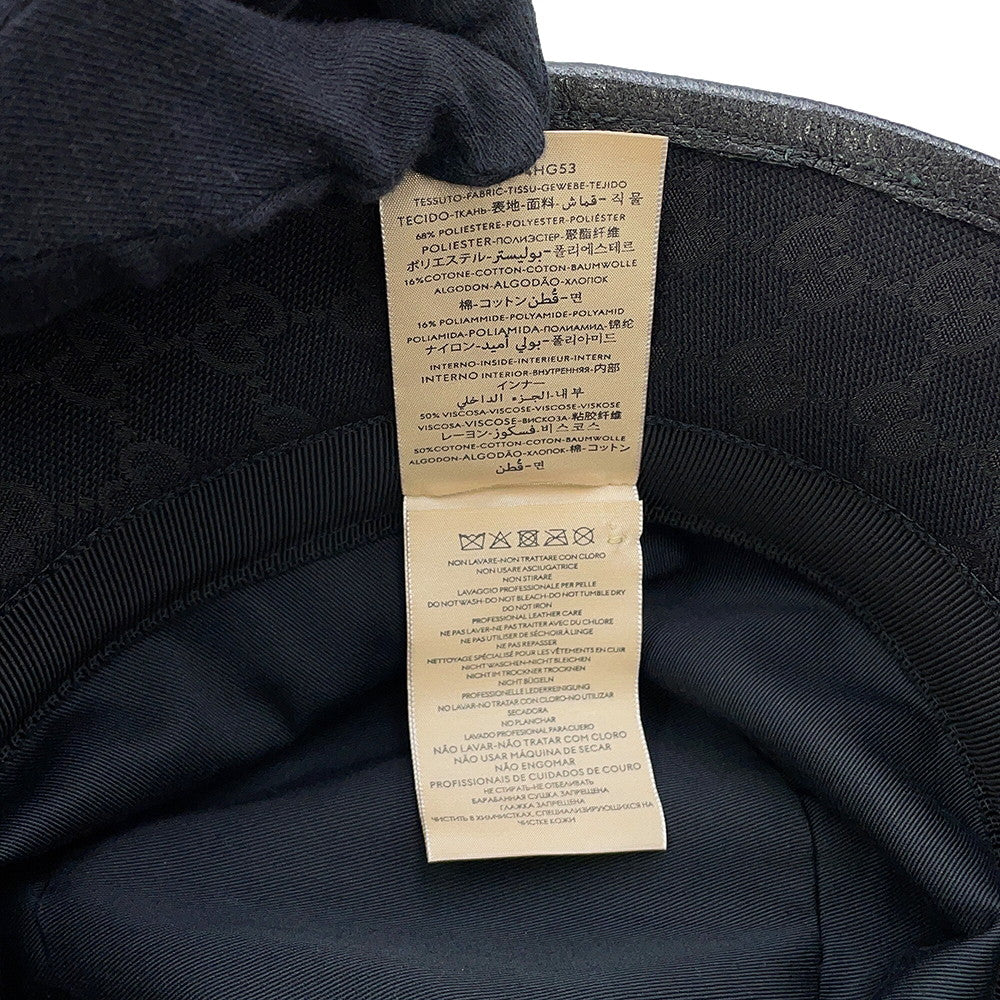 4HG53
TESSUTO-FABRIC-TISSU-GEWEBE-TEJIDO
TECIDO-ТКАНЬ-表地-面料-قماش-직물
68% POLIESTERE-POLYESTER-POLIÉSTER
POLIESTER-ПОЛИЭСТЕР-聚酯纤维
ポリエステル-بوليستر-폴리에스테르
16%COTONE-COTTON-COTON-BAUMWOLLE
ALGODON-ALGODÃO-ХЛОПОК
棉-コットン-قُطن-면
16% POLIAMMIDE-POLYAMIDE-POLYAMID
POLIAMIDA-POLIAMIDA-ПОЛИАМИД-锦纶
ナイロン-بولي أميد-폴리아미드
INTERNO-INSIDE-INTERIEUR-INTERN
INTERNO INTERIOR-ВНУТРЕННЯЯ-内部
インナー
내부-الجزء الداخلي
50% VISCOSA-VISCOSE-VISCOSE-VISKOSE
VISCOSA-VISCOSE-ВИСКОЗА-粘胶纤维
レーヨン-فسكوز-비스코스
50%COTONE-COTTON-COTON-BAUMWOLLE
ALGODON-ALGODÃO-ХЛОПОК-棉-コットン
قُطن-면
NON LAVARE-NON TRATTARE CON CLORO
NON USARE ASCIUGATRICE
NON STIRARE
LAVAGGIO PROFESSIONALE PER PELLE
DO NOT WASH-DO NOT BLEACH-DO NOT TUMBLE DRY
DO NOT IRON
PROFESSIONAL LEATHER CARE
NE PAS LAVER-NE PAS TRAITER AVEC DU CHLORE
NE PAS UTILISER DE SÉCHOIR À LINGE
NE PAS REPASSER
NETTOYAGE SPÉCIALISÉ POUR LES VÊTEMENTS EN CUIR
NICHT WASCHEN-NICHT BLEICHEN
NICHT IM TROCKNER TROCKNEN
NICHT BÜGELN
PROFESSIONELLE LEDERREINIGUNG
NO LAVAR-NO TRATAR CON CLORO-NO UTILIZAR
SECADORA
NO PLANCHAR
LAVADO PROFESIONAL PARA CUERO
NÃO LAVAR-NÃO TRATAR COM CLORO
NÃO USAR MÁQUINA DE SECAR
NÃO ENGOMAR
PROFISSIONAIS DE CUIDADOS DE COURO
НЕ СТИРАТЬ-НЕ ОТБЕЛИВАТЬ
БАРАБАННАЯ СУШКА ЗАПРЕЩЕНА
ГЛАЖКА ЗАПРЕЩЕНА
ЧИСТИТЬ В ХИМЧИСТКАХ, СПЕЦИАЛИЗИРУЮЩИХСЯ НА
ЧИСТКЕ КОЖИ